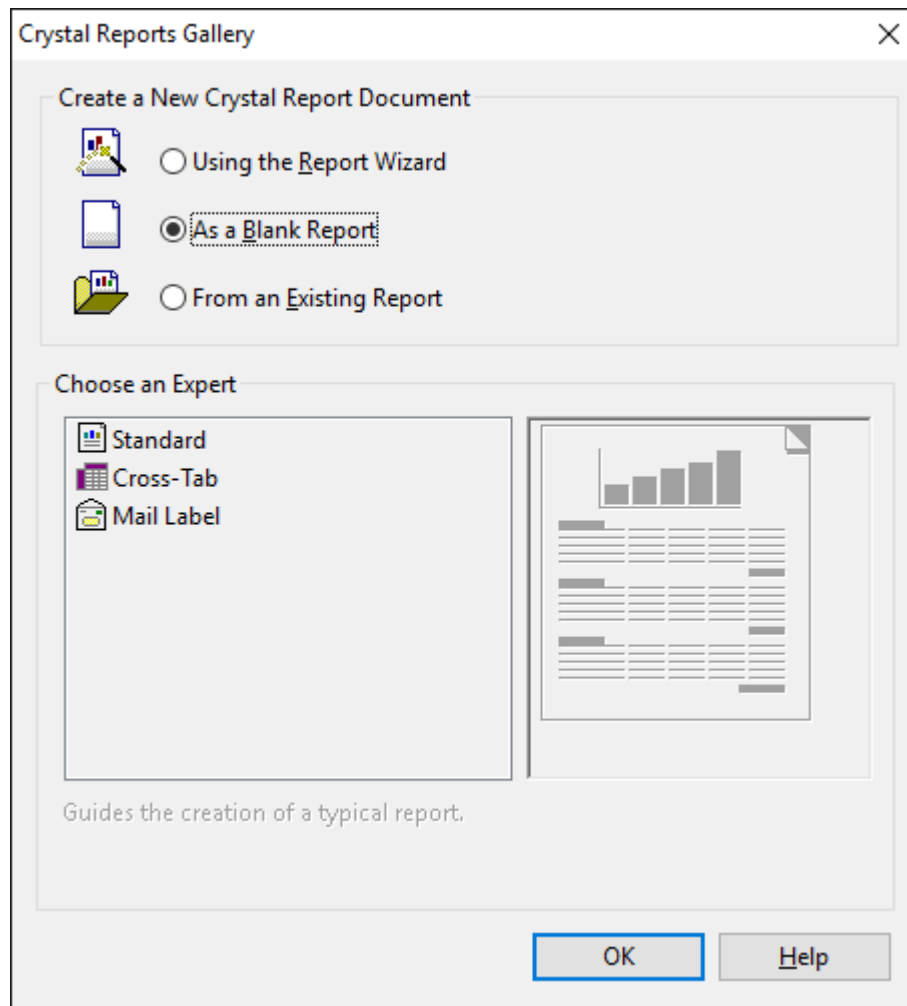 Crystal Reports Gallery
Create a New Crystal Report Document
Using the Report Wizard
As a Blank Report
From an Existing Report
Choose an Expert
Standard
Cross-Tab
Mail Label
Guides the creation of a typical report.
OK
Help